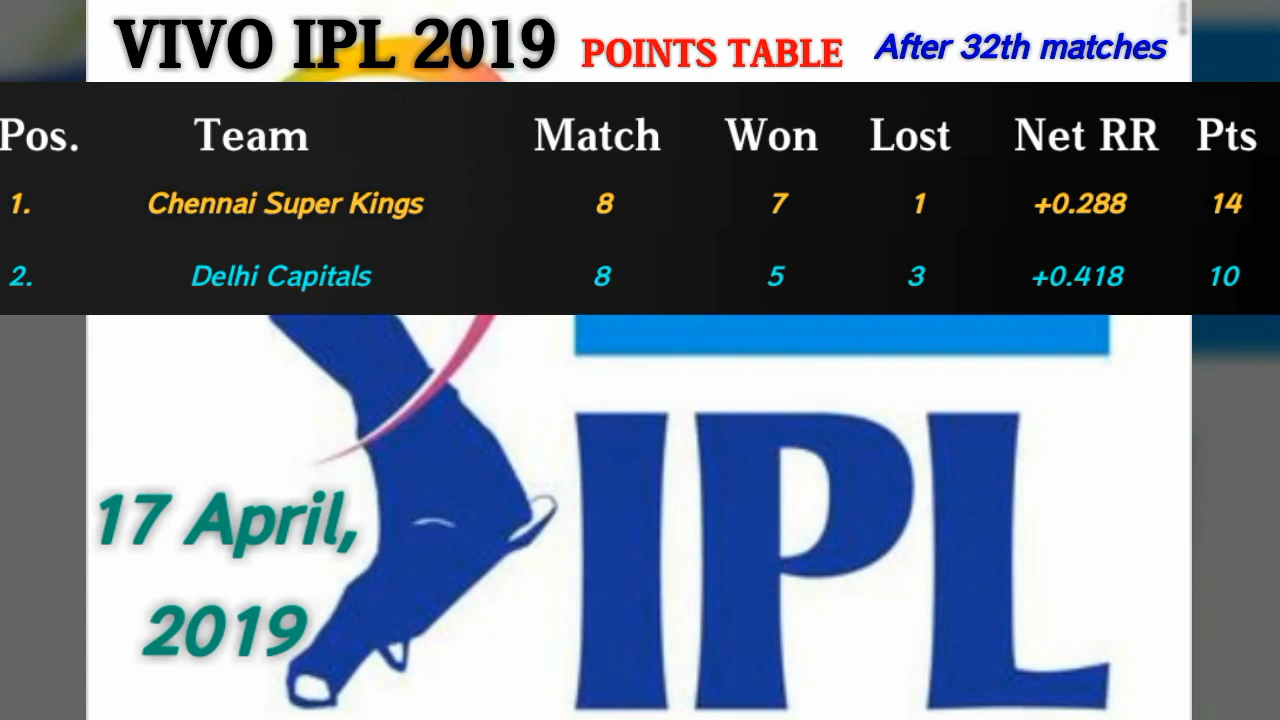 VIVO IPL 2019 POINTS TABLE After 32th matches
Pos. Team Match Won Lost Net RR Pts
1. Chennai Super Kings 8 7 1 +0.288 14
2. Delhi Capitals 8 5 3 +0.418 10
IPL
17 April,
2019